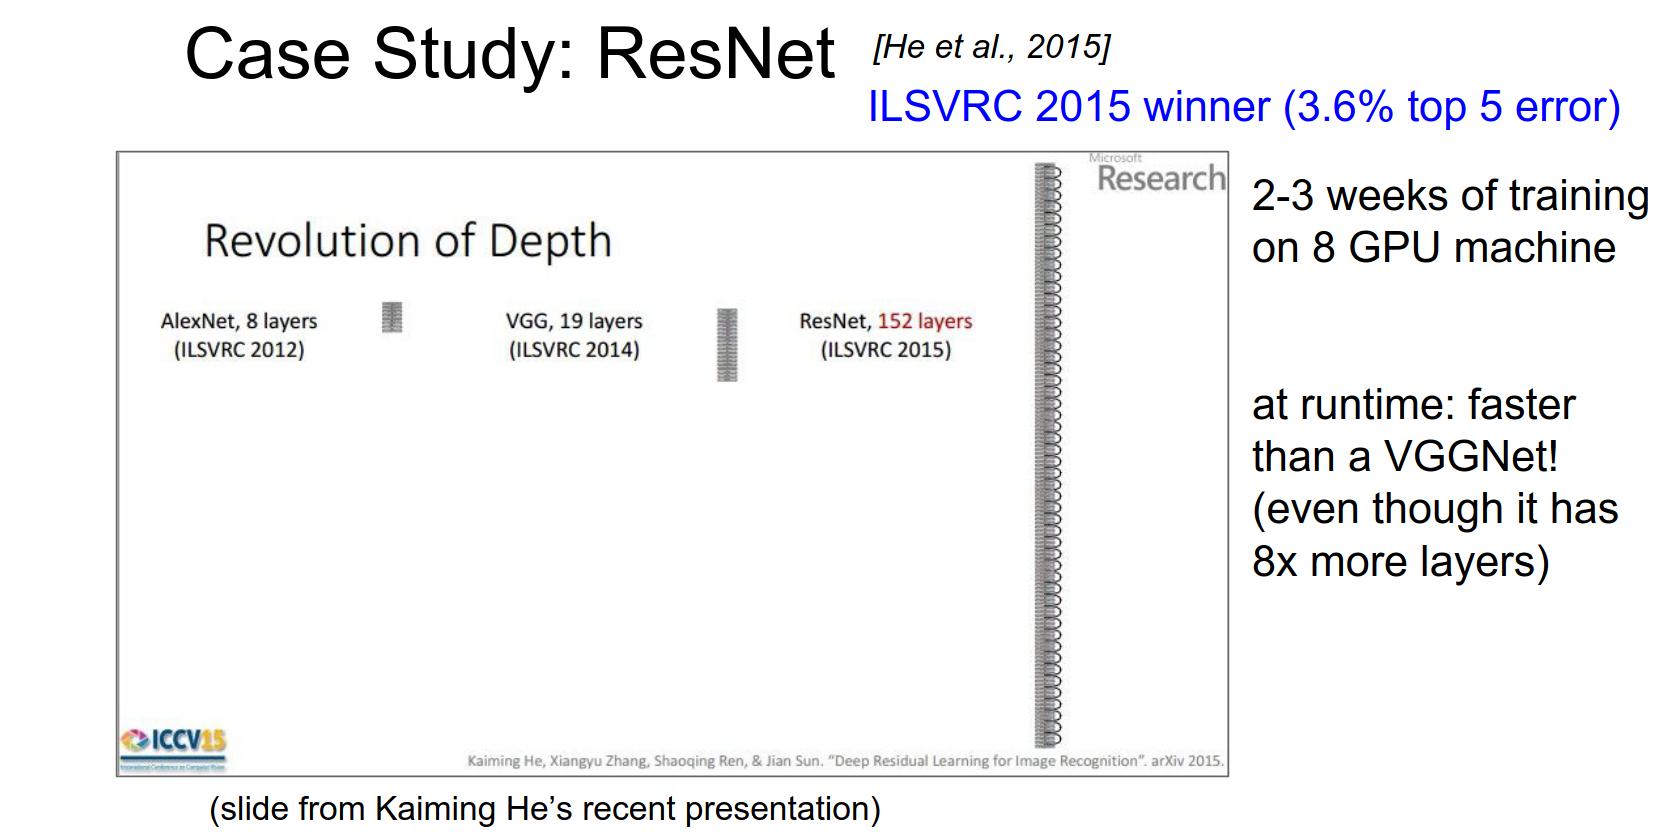 Case Study: ResNet [He et al., 2015]
ILSVRC 2015 winner (3.6% top 5 error)
Microsoft
Research
Revolution of Depth
AlexNet, 8 layers
(ILSVRC 2012)
VGG, 19 layers
(ILSVRC 2014)
ResNet, 152 layers
(ILSVRC 2015)
2-3 weeks of training
on 8 GPU machine
at runtime: faster
than a VGGNet!
(even though it has
8x more layers)
ICCV15
Kaiming He, Xiangyu Zhang, Shaoqing Ren, & Jian Sun. “Deep Residual Learning for Image Recognition”. arXiv 2015.
(slide from Kaiming He’s recent presentation)